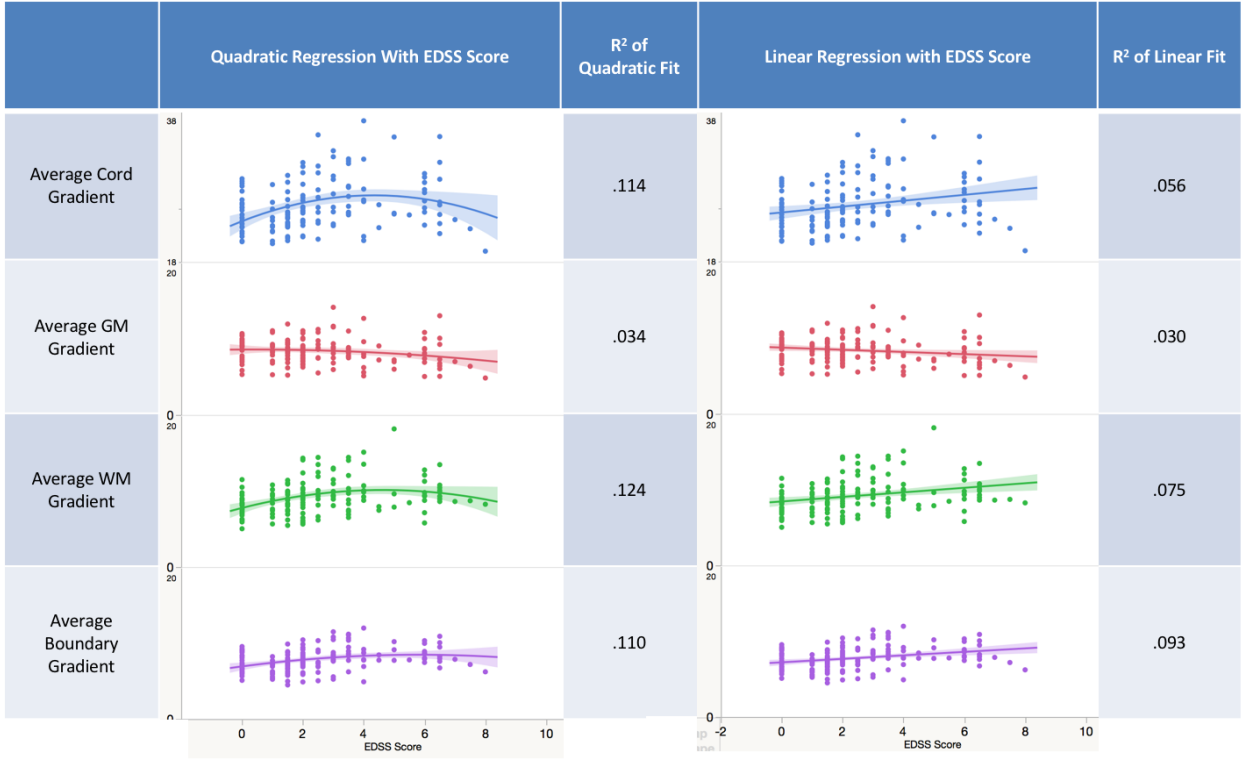 Quadratic Regression With EDSS Score
R² of
Quadratic Fit
Linear Regression with EDSS Score
R² of Linear Fit
Average Cord
Gradient
38
18
.114
38
18
.056
Average GM
Gradient
20
0
.034
20
0
.030
Average WM
Gradient
20
0
.124
20
0
.075
Average
Boundary
Gradient
20
0
.110
20
0
.093
0 2 4 6 8 10
EDSS Score
-2 0 2 4 6 8 10
EDSS Score